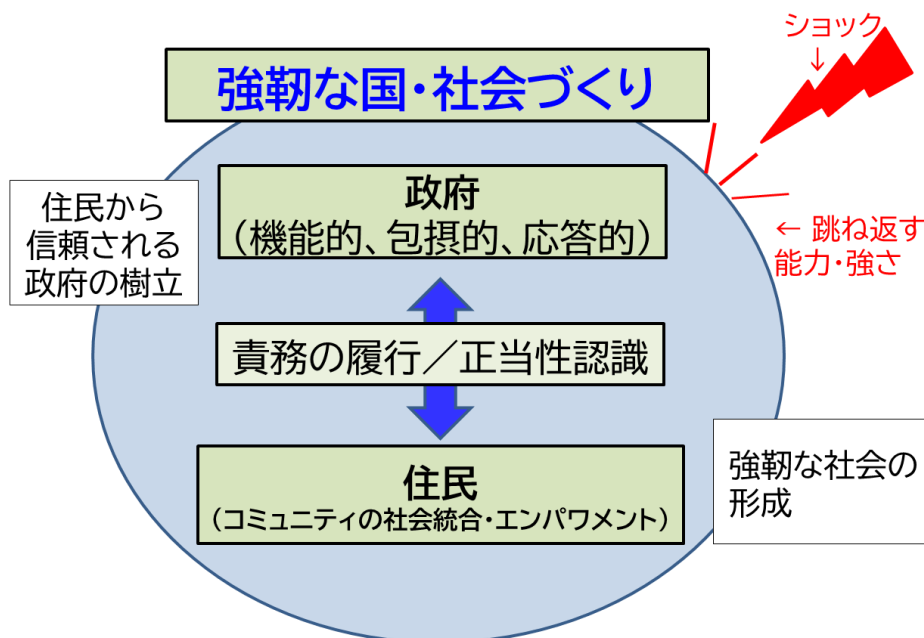 ショック
↓
強靭な国・社会づくり
政府
（機能的、包摂的、応答的）
住民から
信頼される
政府の樹立
← 跳ね返す
能力・強さ
責務の履行／正当性認識
住民
（コミュニティの社会統合・エンパワメント）
強靭な社会の
形成